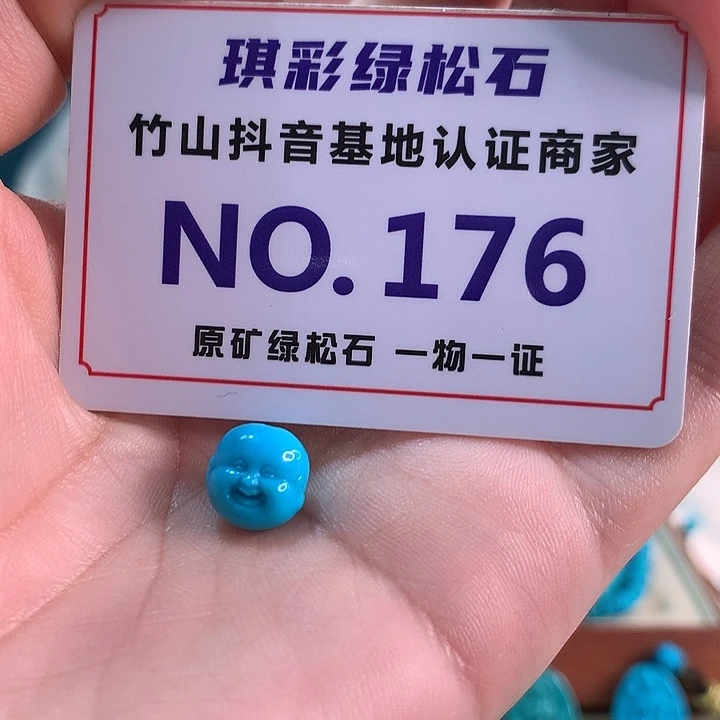 琪彩绿松石
竹山抖音基地认证商家
NO.176
原矿绿松石 一物一证